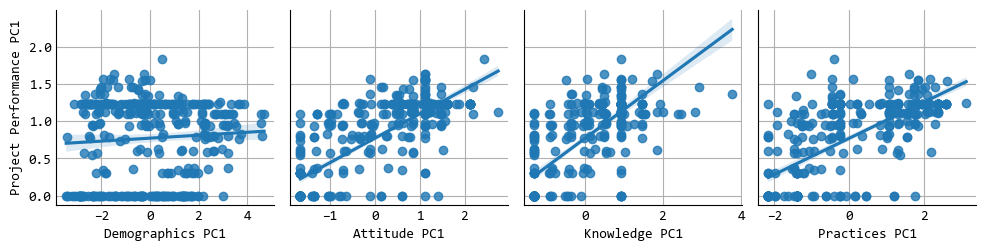 Project Performance PC1
2.0
1.5
1.0
0.5
0.0
−2 0 2 4
−1 0 1 2
0 2 4
−2 0 2
Demographics PC1
Attitude PC1
Knowledge PC1
Practices PC1